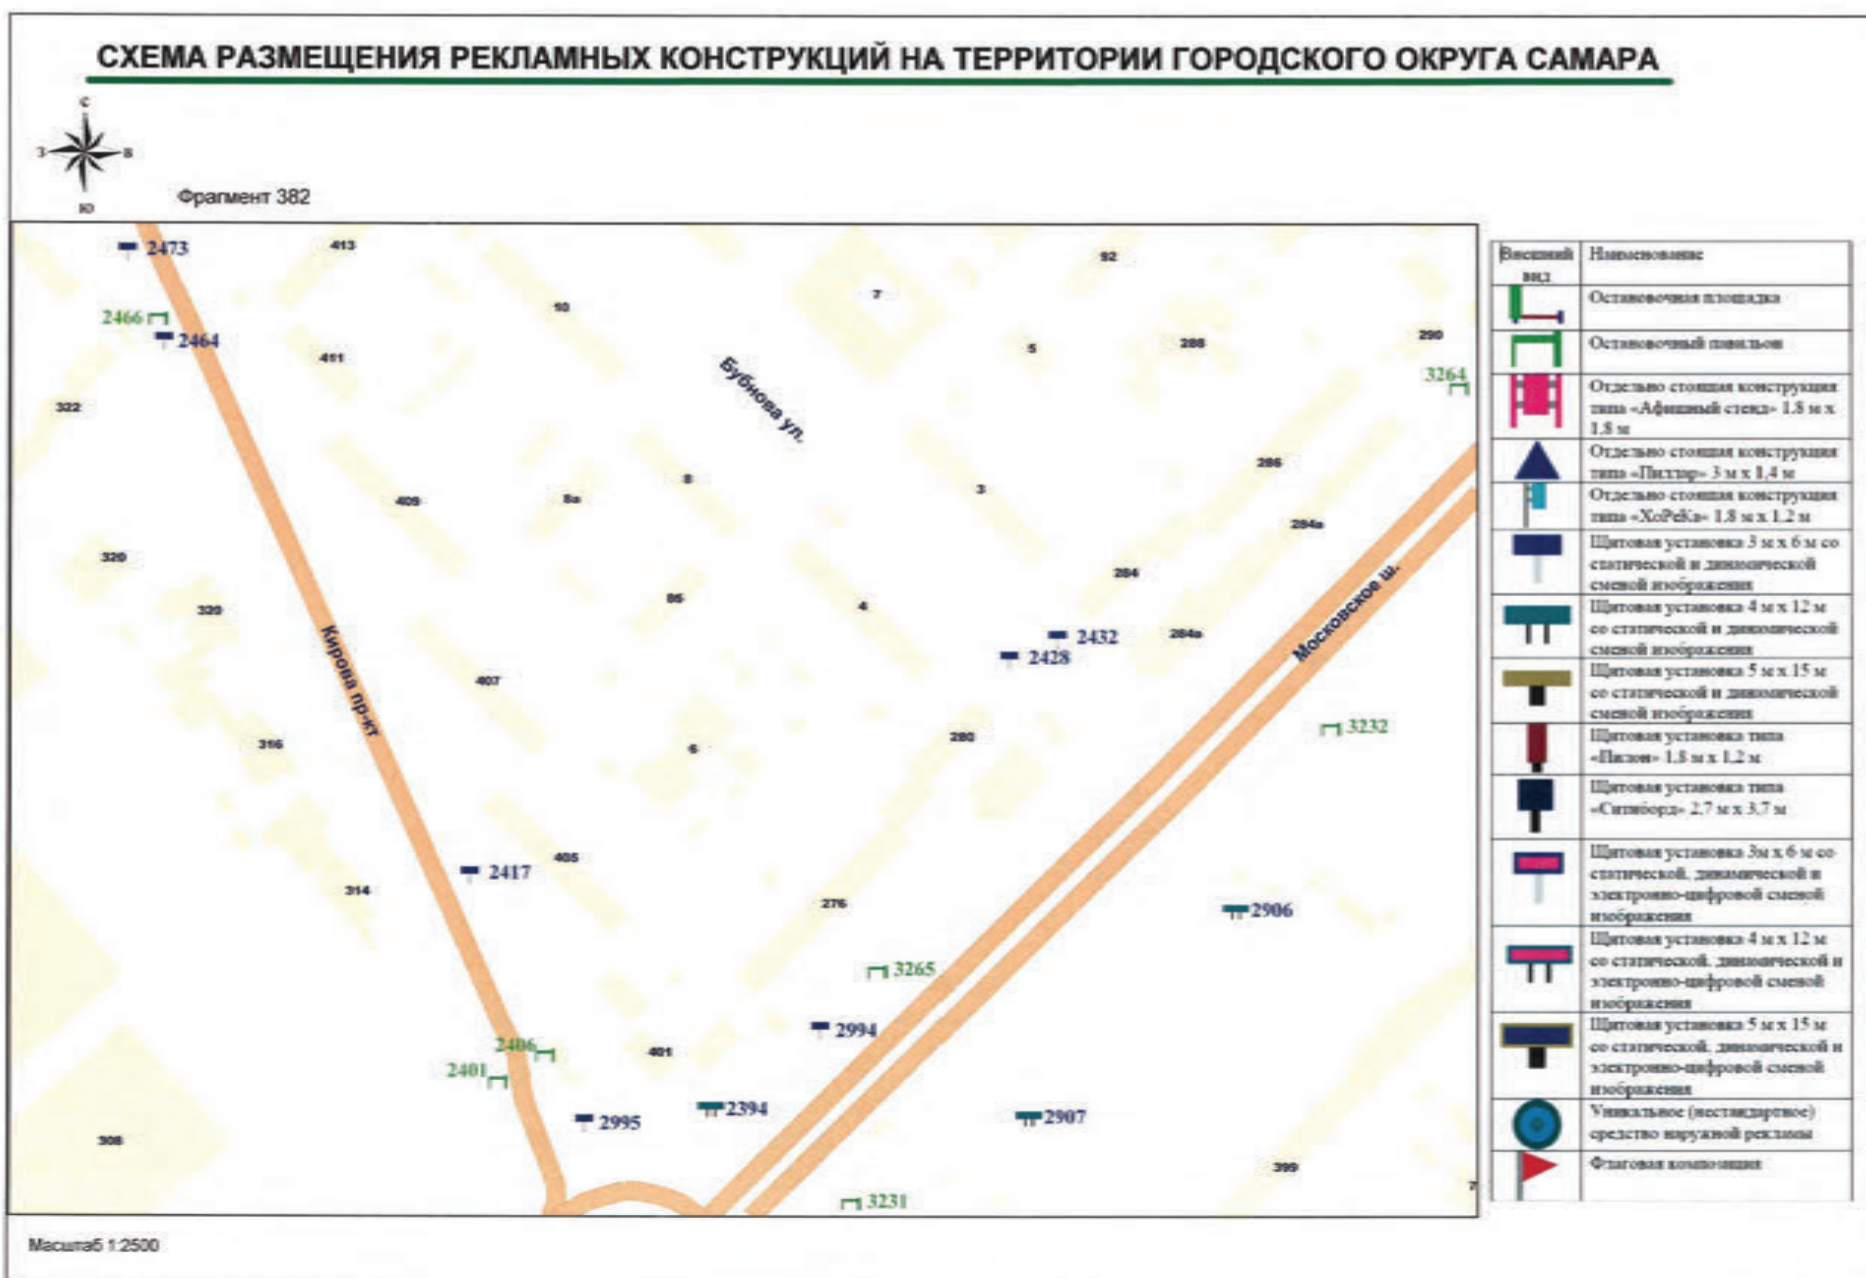 СХЕМА РАЗМЕЩЕНИЯ РЕКЛАМНЫХ КОНСТРУКЦИЙ НА ТЕРРИТОРИИ ГОРОДСКОГО ОКРУГА САМАРА
С
З В
Ю
Фрагмент 382
2473
413
92
10
7
2466
2464
411
5
288
290
3264
322
Бубнова ул.
286
409
8а
8
3
284а
320
284
320
85
4
Кирова пр-кт
Московское ш.
2432
284а
2428
407
3232
316
6
280
405
2417
314
276
2906
3265
2994
2406
401
2401
2394
2995
2907
308
399
3231
7
Внешний вид
Наименование
Остановочная площадка
Остановочный павильон
Отдельно стоящая конструкция
типа «Афишный стенд» 1,8 м х
1,8 м
Отдельно стоящая конструкция
типа «Пиллар» 3 м х 1,4 м
Отдельно стоящая конструкция
типа «ХоРеКа» 1,8 м х 1,2 м
Щитовая установка 3 м х 6 м со
статической и динамической
сменой изображения
Щитовая установка 4 м х 12 м
со статической и динамической
сменой изображения
Щитовая установка 5 м х 15 м
со статической и динамической
сменой изображения
Щитовая установка типа
«Пилон» 1,8 м х 1,2 м
Щитовая установка типа
«Ситиборд» 2,7 м х 3,7 м
Щитовая установка 3м х 6 м со
статической, динамической и
электронно-цифровой сменой
изображения
Щитовая установка 4 м х 12 м
со статической, динамической и
электронно-цифровой сменой
изображения
Щитовая установка 5 м х 15 м
со статической, динамической и
электронно-цифровой сменой
изображения
Уникальное (нестандартное)
средство наружной рекламы
Флаговая композиция
Масштаб 1:2500